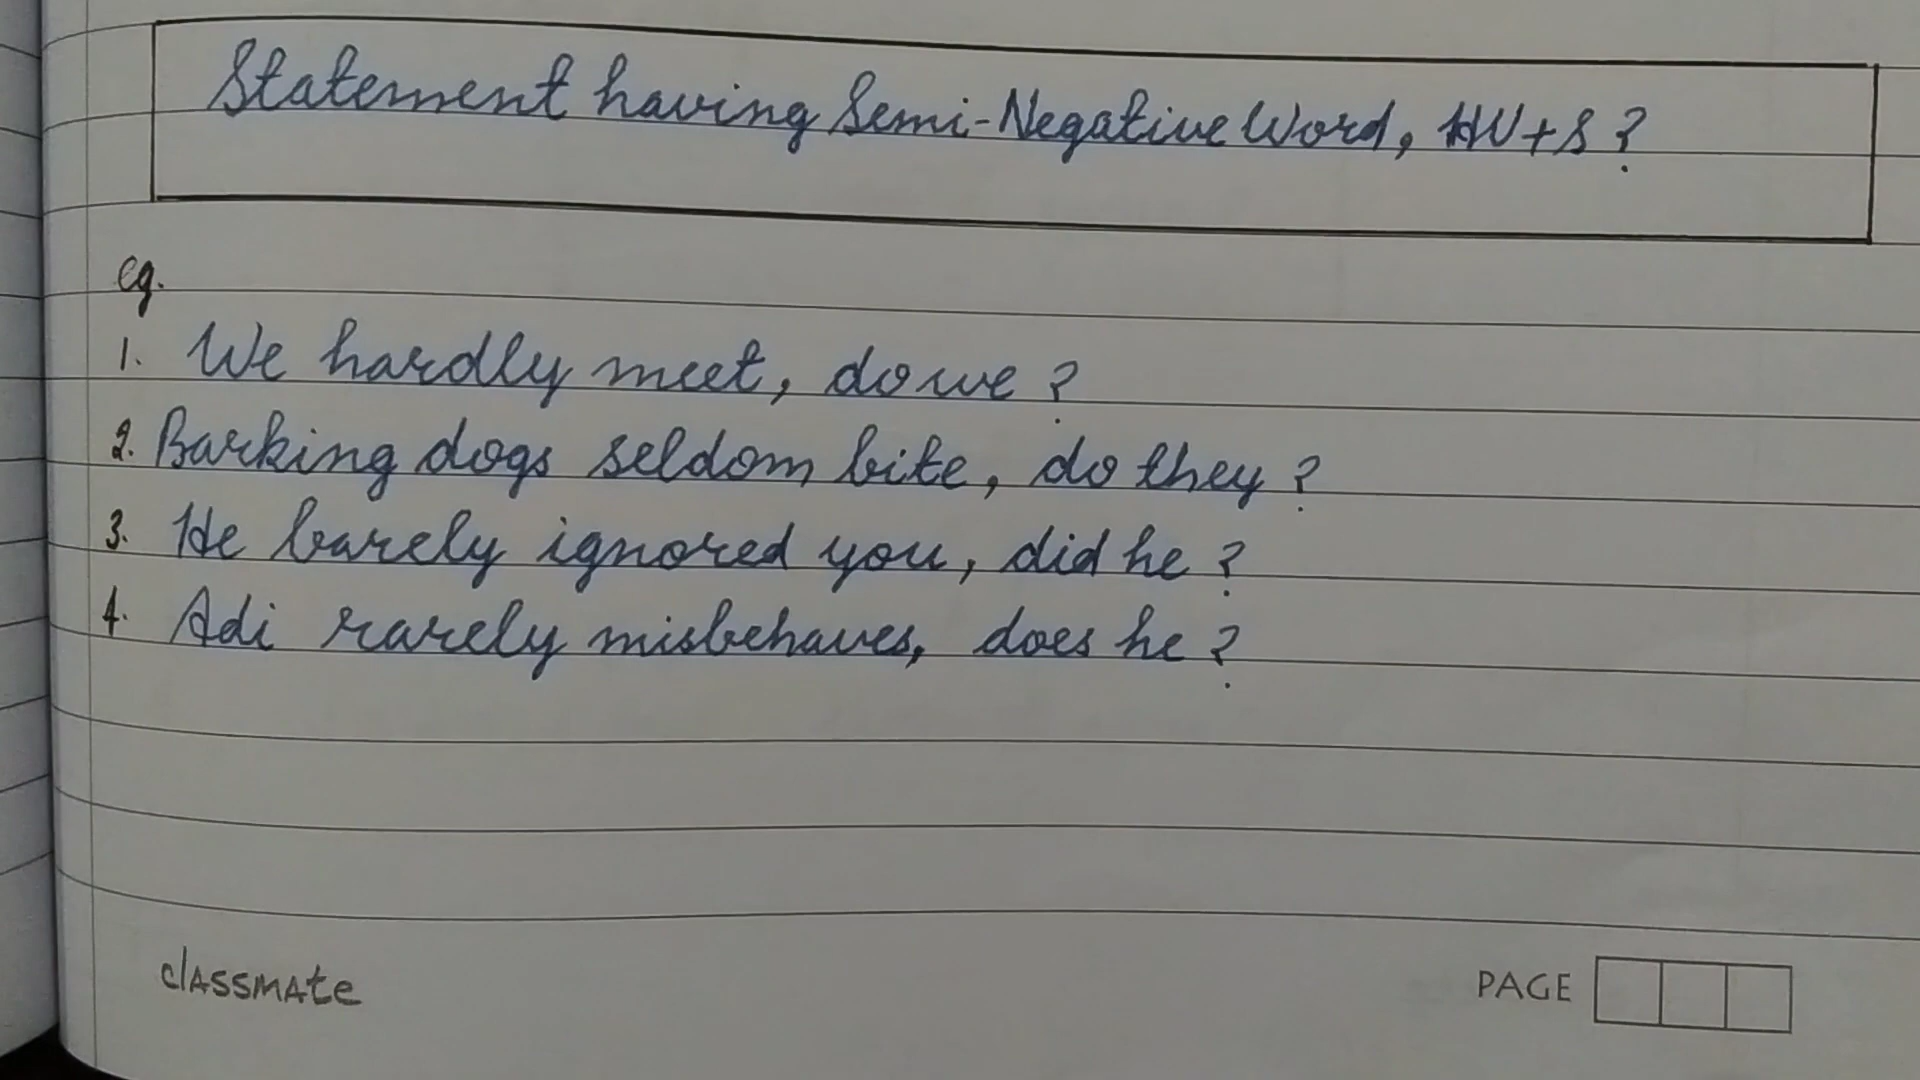 Statement having Semi-Negative Word, HV+S?
eg.
1. We hardly meet, do we?
2. Barking dogs seldom bite, do they?
3. He barely ignored you, did he?
4. Adi rarely misbehaves, does he?
classmate
PAGE